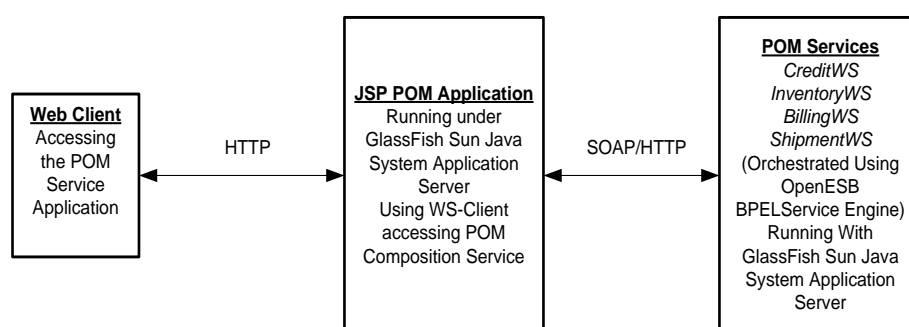 Web Client
Accessing
the POM
Service
Application
HTTP
JSP POM Application
Running under
GlassFish Sun Java
System Application
Server
Using WS-Client
accessing POM
Composition Service
SOAP/HTTP
POM Services
CreditWS
InventoryWS
BillingWS
ShipmentWS
(Orchestrated Using
OpenESB
BPELService Engine)
Running With
GlassFish Sun Java
System Application
Server